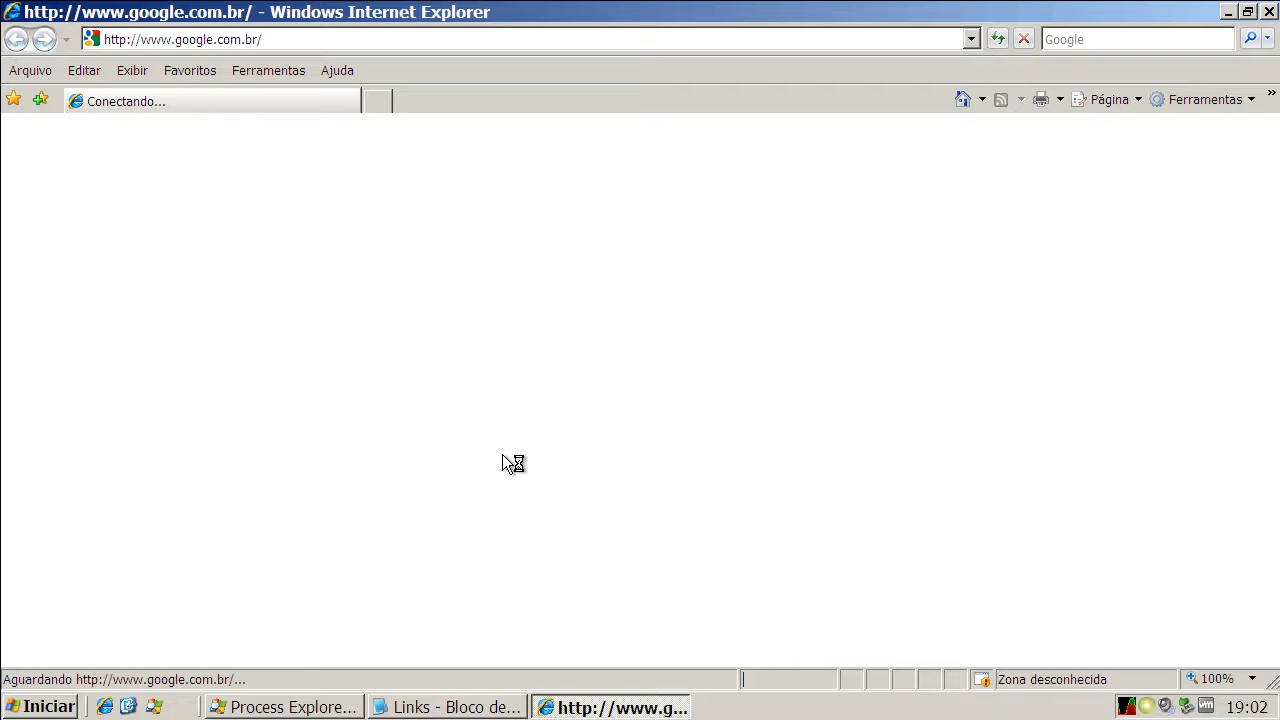 http://www.google.com.br/ - Windows Internet Explorer
http://www.google.com.br/
Google
Arquivo Editar Exibir Favoritos Ferramentas Ajuda
Conectando...
Página Ferramentas »
Aguardando http://www.google.com.br/...
Zona desconhecida
100%
Iniciar
Process Explore...
Links - Bloco de...
http://www.g...
vm
19:02